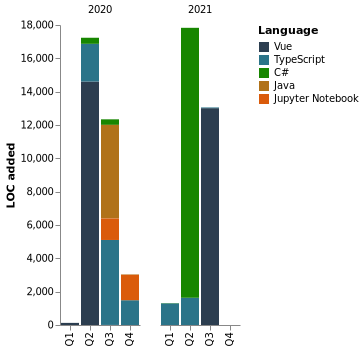 2020 2021
Language
Vue
TypeScript
C#
Java
Jupyter Notebook
LOC added
18,000
16,000
14,000
12,000
10,000
8,000
6,000
4,000
2,000
0
Q1 Q2 Q3 Q4 Q1 Q2 Q3 Q4